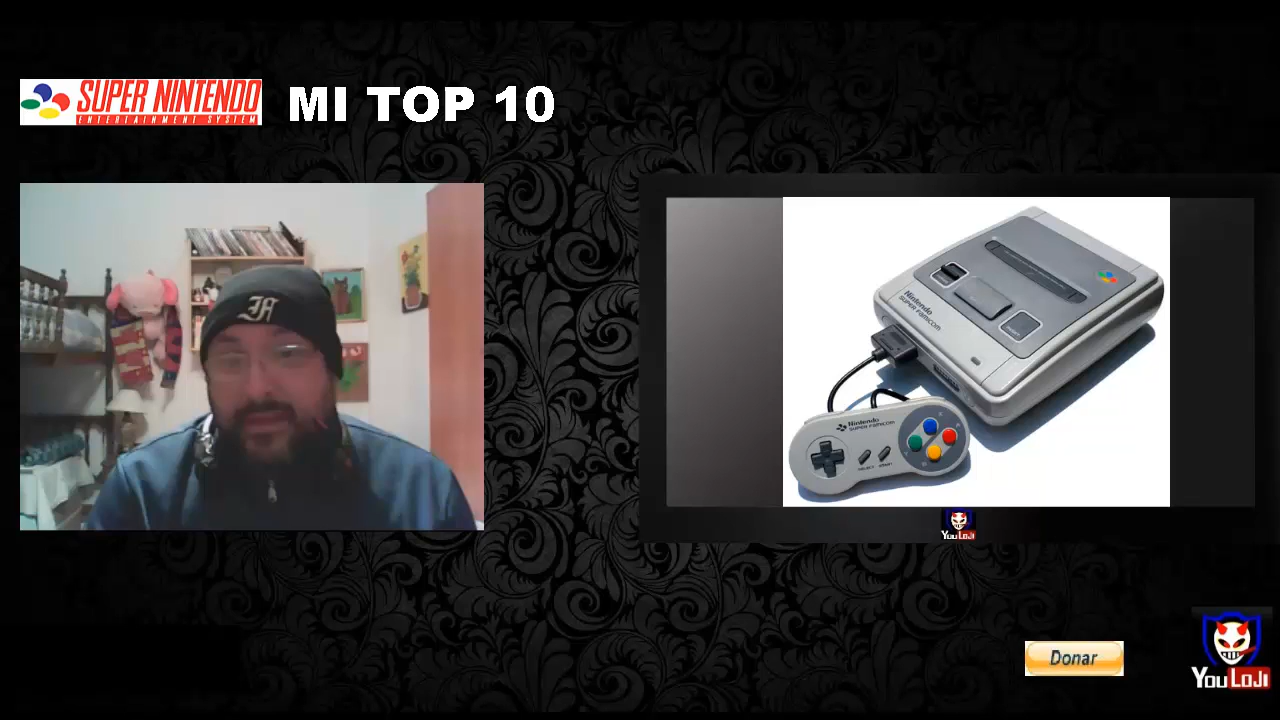 SUPER NINTENDO
ENTERTAINMENT SYSTEM
MI TOP 10
Nintendo
SUPER FAMICOM
Nintendo
SUPER FAMICOM
YOULOJI
Donar
YOULOJI